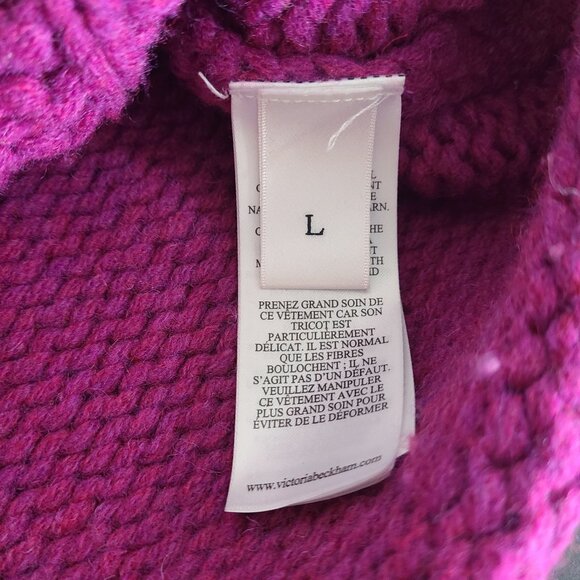 L
PRENEZ GRAND SOIN DE
CE VÊTEMENT CAR SON
TRICOT EST
PARTICULIÈREMENT
DÉLICAT. IL EST NORMAL
QUE LES FIBRES
BOULOCHENT ; IL NE
S'AGIT PAS D'UN DÉFAUT.
VEUILLEZ MANIPULER
CE VÊTEMENT AVEC LE
PLUS GRAND SOIN POUR
ÉVITER DE LE DÉFORMER
www.victoriabeckham.com